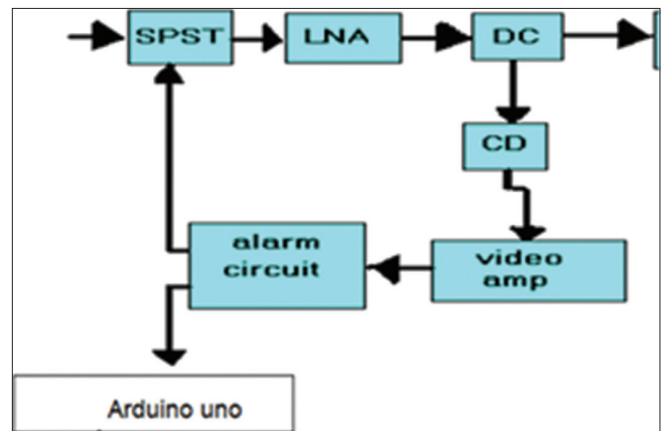 SPST
LNA
DC
CD
alarm
circuit
video
amp
Arduino uno